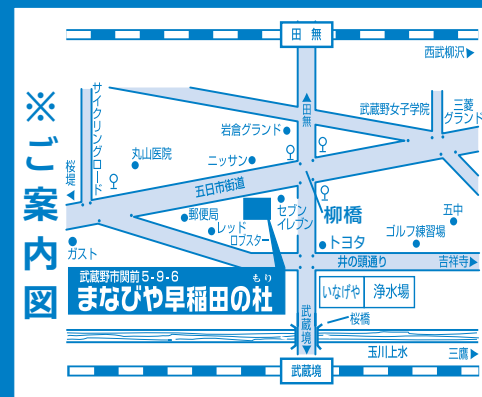 ※ご案内図
田無
西武柳沢▶
▲田無
武蔵野女子学院
三菱
グランド
サイクリングロード
岩倉グランド
丸山医院
ニッサン
桜堤▶
五日市街道
セブン
イレブン
柳橋
五中
郵便局
レッド
ロブスター
トヨタ
ゴルフ練習場
ガスト
井の頭通り
吉祥寺▶
武蔵野市関前5-9-6
まなびや早稲田の杜
もり
いなげや
浄水場
武蔵境▼
桜橋
玉川上水
三鷹▶
武蔵境